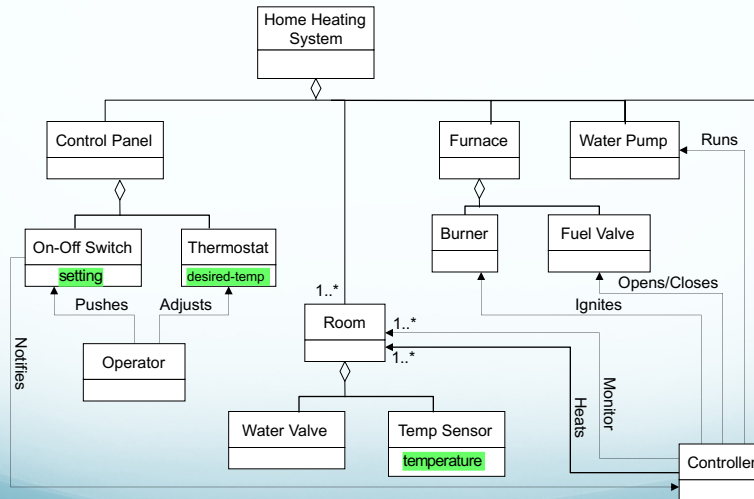 Home Heating
System
Control Panel
Furnace
Water Pump
Runs
On-Off Switch
setting
Thermostat
desired-temp
Burner
Fuel Valve
Opens/Closes
Ignites
Pushes
Adjusts
1..*
Room
1..*
1..*
Operator
Notifies
Monitor
Heats
Water Valve
Temp Sensor
temperature
Controller